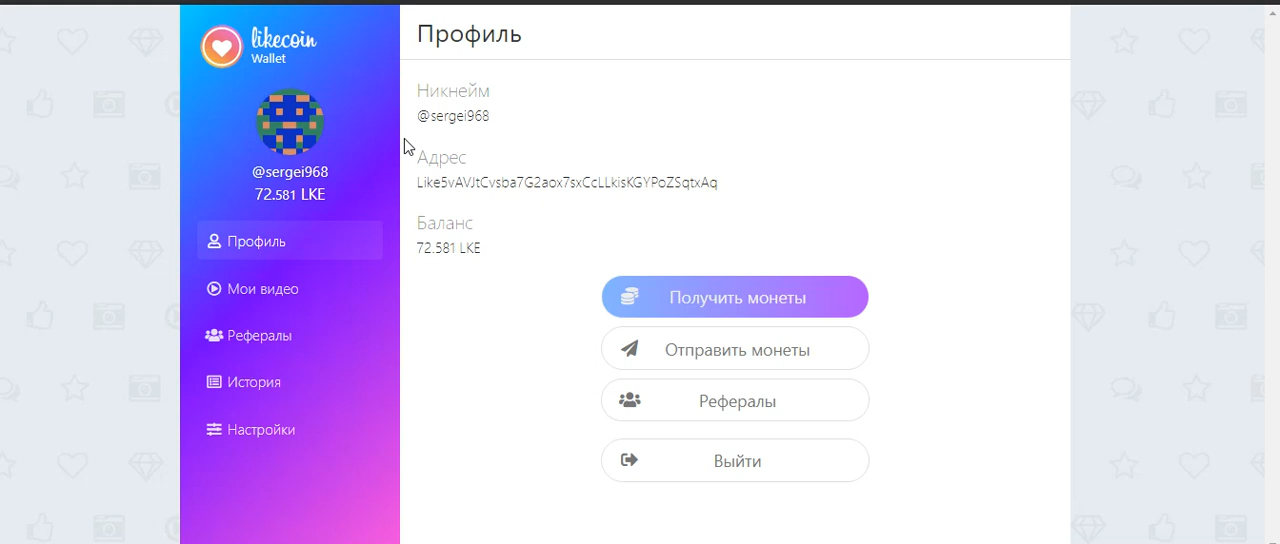 likecoin
Wallet
@sergei968
72.581 LKE
Профиль
Мои видео
Рефералы
История
Настройки
Профиль
Никнейм
@sergei968
Адрес
Like5vAVJtCvsba7G2aox7sxCcLLkisKGYPoZSqtxAq
Баланс
72.581 LKE
Получить монеты
Отправить монеты
Рефералы
Выйти